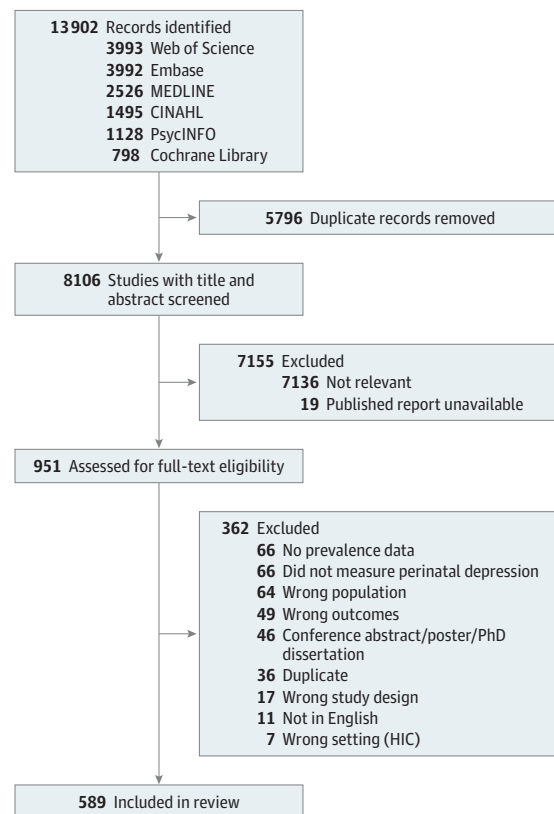 13902 Records identified
3993 Web of Science
3992 Embase
2526 MEDLINE
1495 CINAHL
1128 PsycINFO
798 Cochrane Library
5796 Duplicate records removed
8106 Studies with title and
abstract screened
7155 Excluded
7136 Not relevant
19 Published report unavailable
951 Assessed for full-text eligibility
362 Excluded
66 No prevalence data
66 Did not measure perinatal depression
64 Wrong population
49 Wrong outcomes
46 Conference abstract/poster/PhD
dissertation
36 Duplicate
17 Wrong study design
11 Not in English
7 Wrong setting (HIC)
589 Included in review